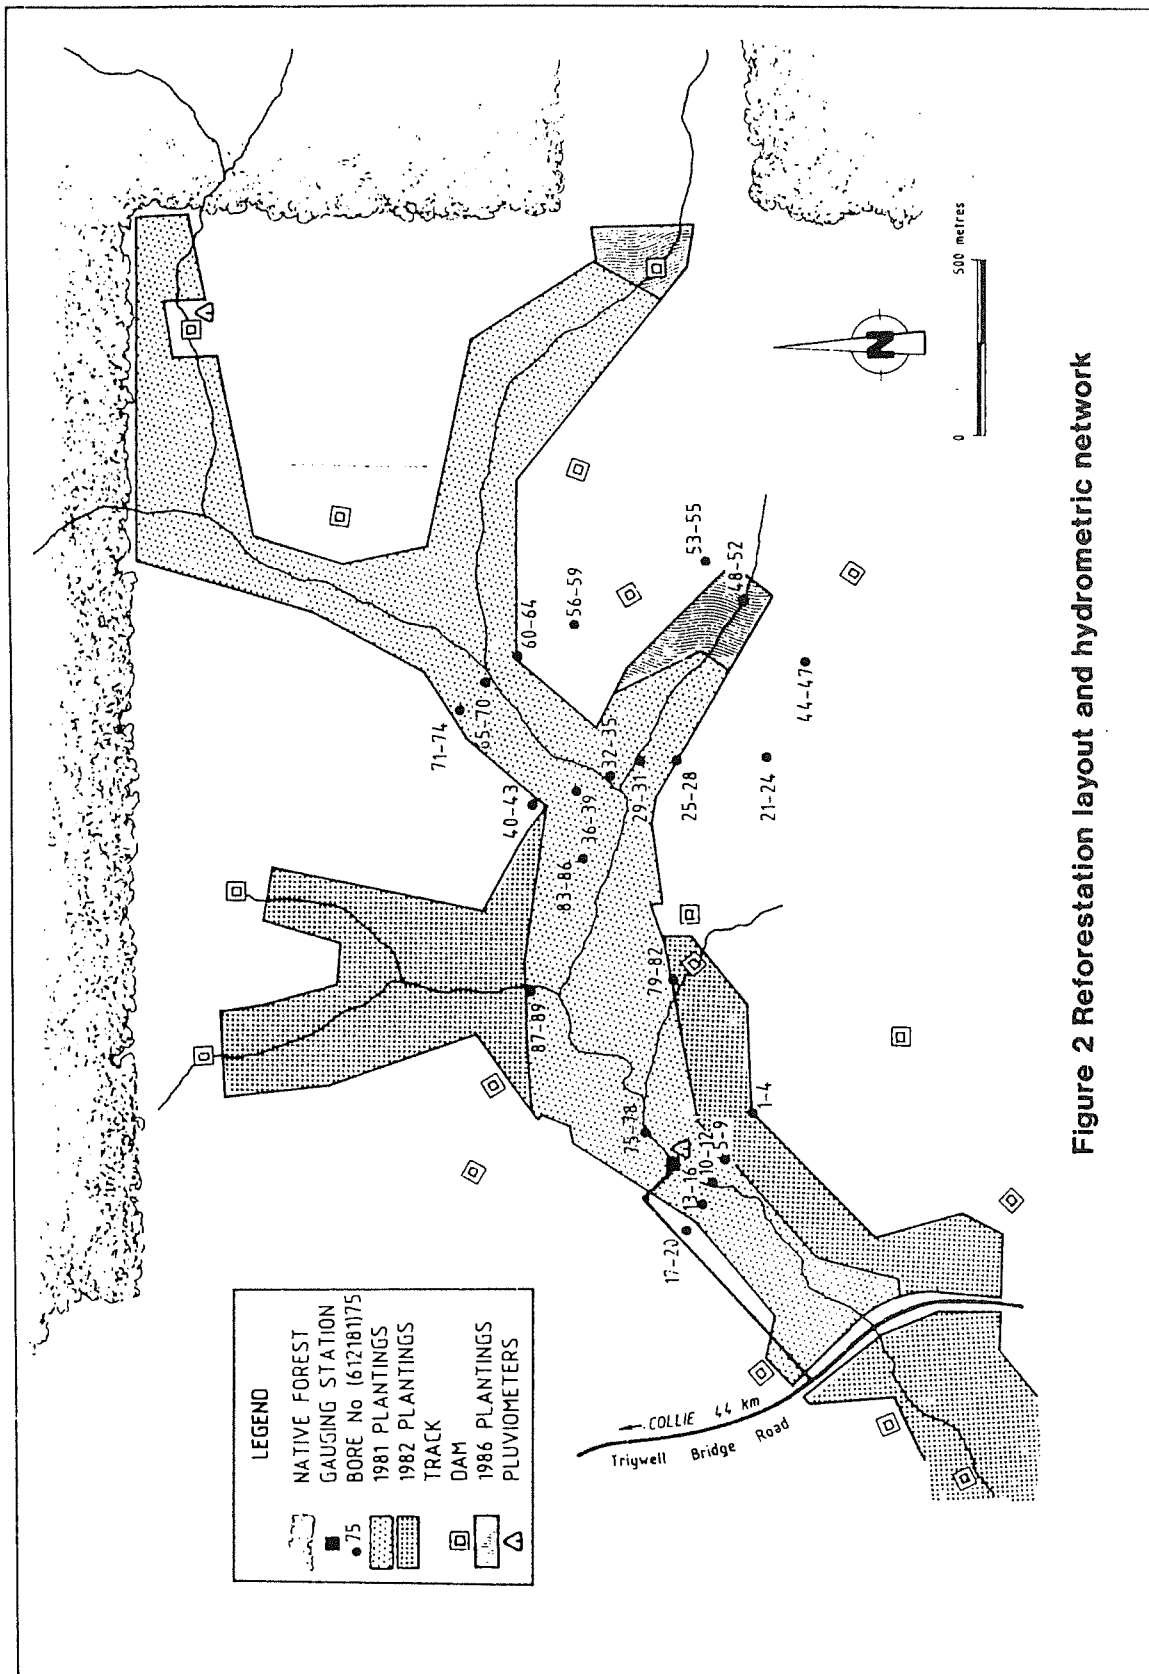 LEGEND
NATIVE FOREST
GAUGING STATION
75 BORE No (612181)75
1981 PLANTINGS
1982 PLANTINGS
TRACK
DAM
1986 PLANTINGS
PLUVIOMETERS
COLLIE 44 km
Trigwell Bridge Road
17-20
13-16
10-12
5-9
1-4
75-78
79-82
87-89
83-86
36-39
40-43
71-74
65-70
60-64
56-59
53-55
48-52
32-35
29-31
25-28
21-24
44-47
N
0 500 metres
Figure 2 Reforestation layout and hydrometric network